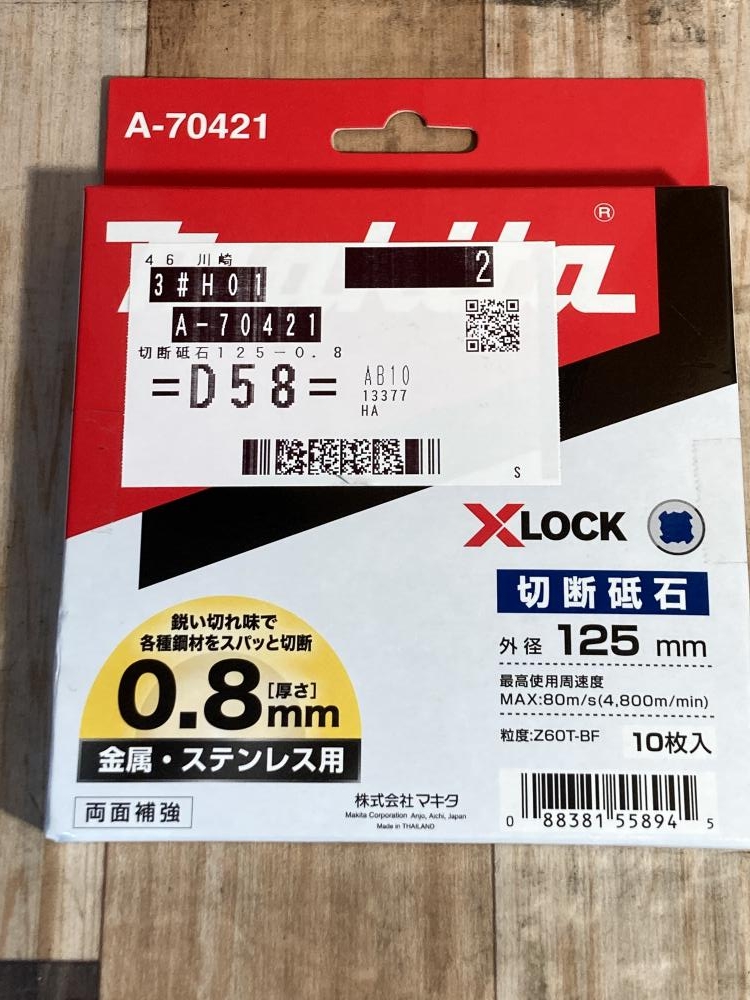 A-70421
®
４６ 川崎
2
3#H01
A-70421
切断砥石１２５－０．８
=D58=
AB10
13377
HA
S
X LOCK
切断砥石
外径 125 mm
最高使用周速度
MAX:80m/s(4,800m/min)
粒度:Z60T-BF 10枚入
鋭い切れ味で
各種鋼材をスパッと切断
0.8 [厚さ] mm
金属・ステンレス用
両面補強
株式会社マキタ
Makita Corporation Anjo, Aichi, Japan
Made in THAILAND
0 88381 55894 5